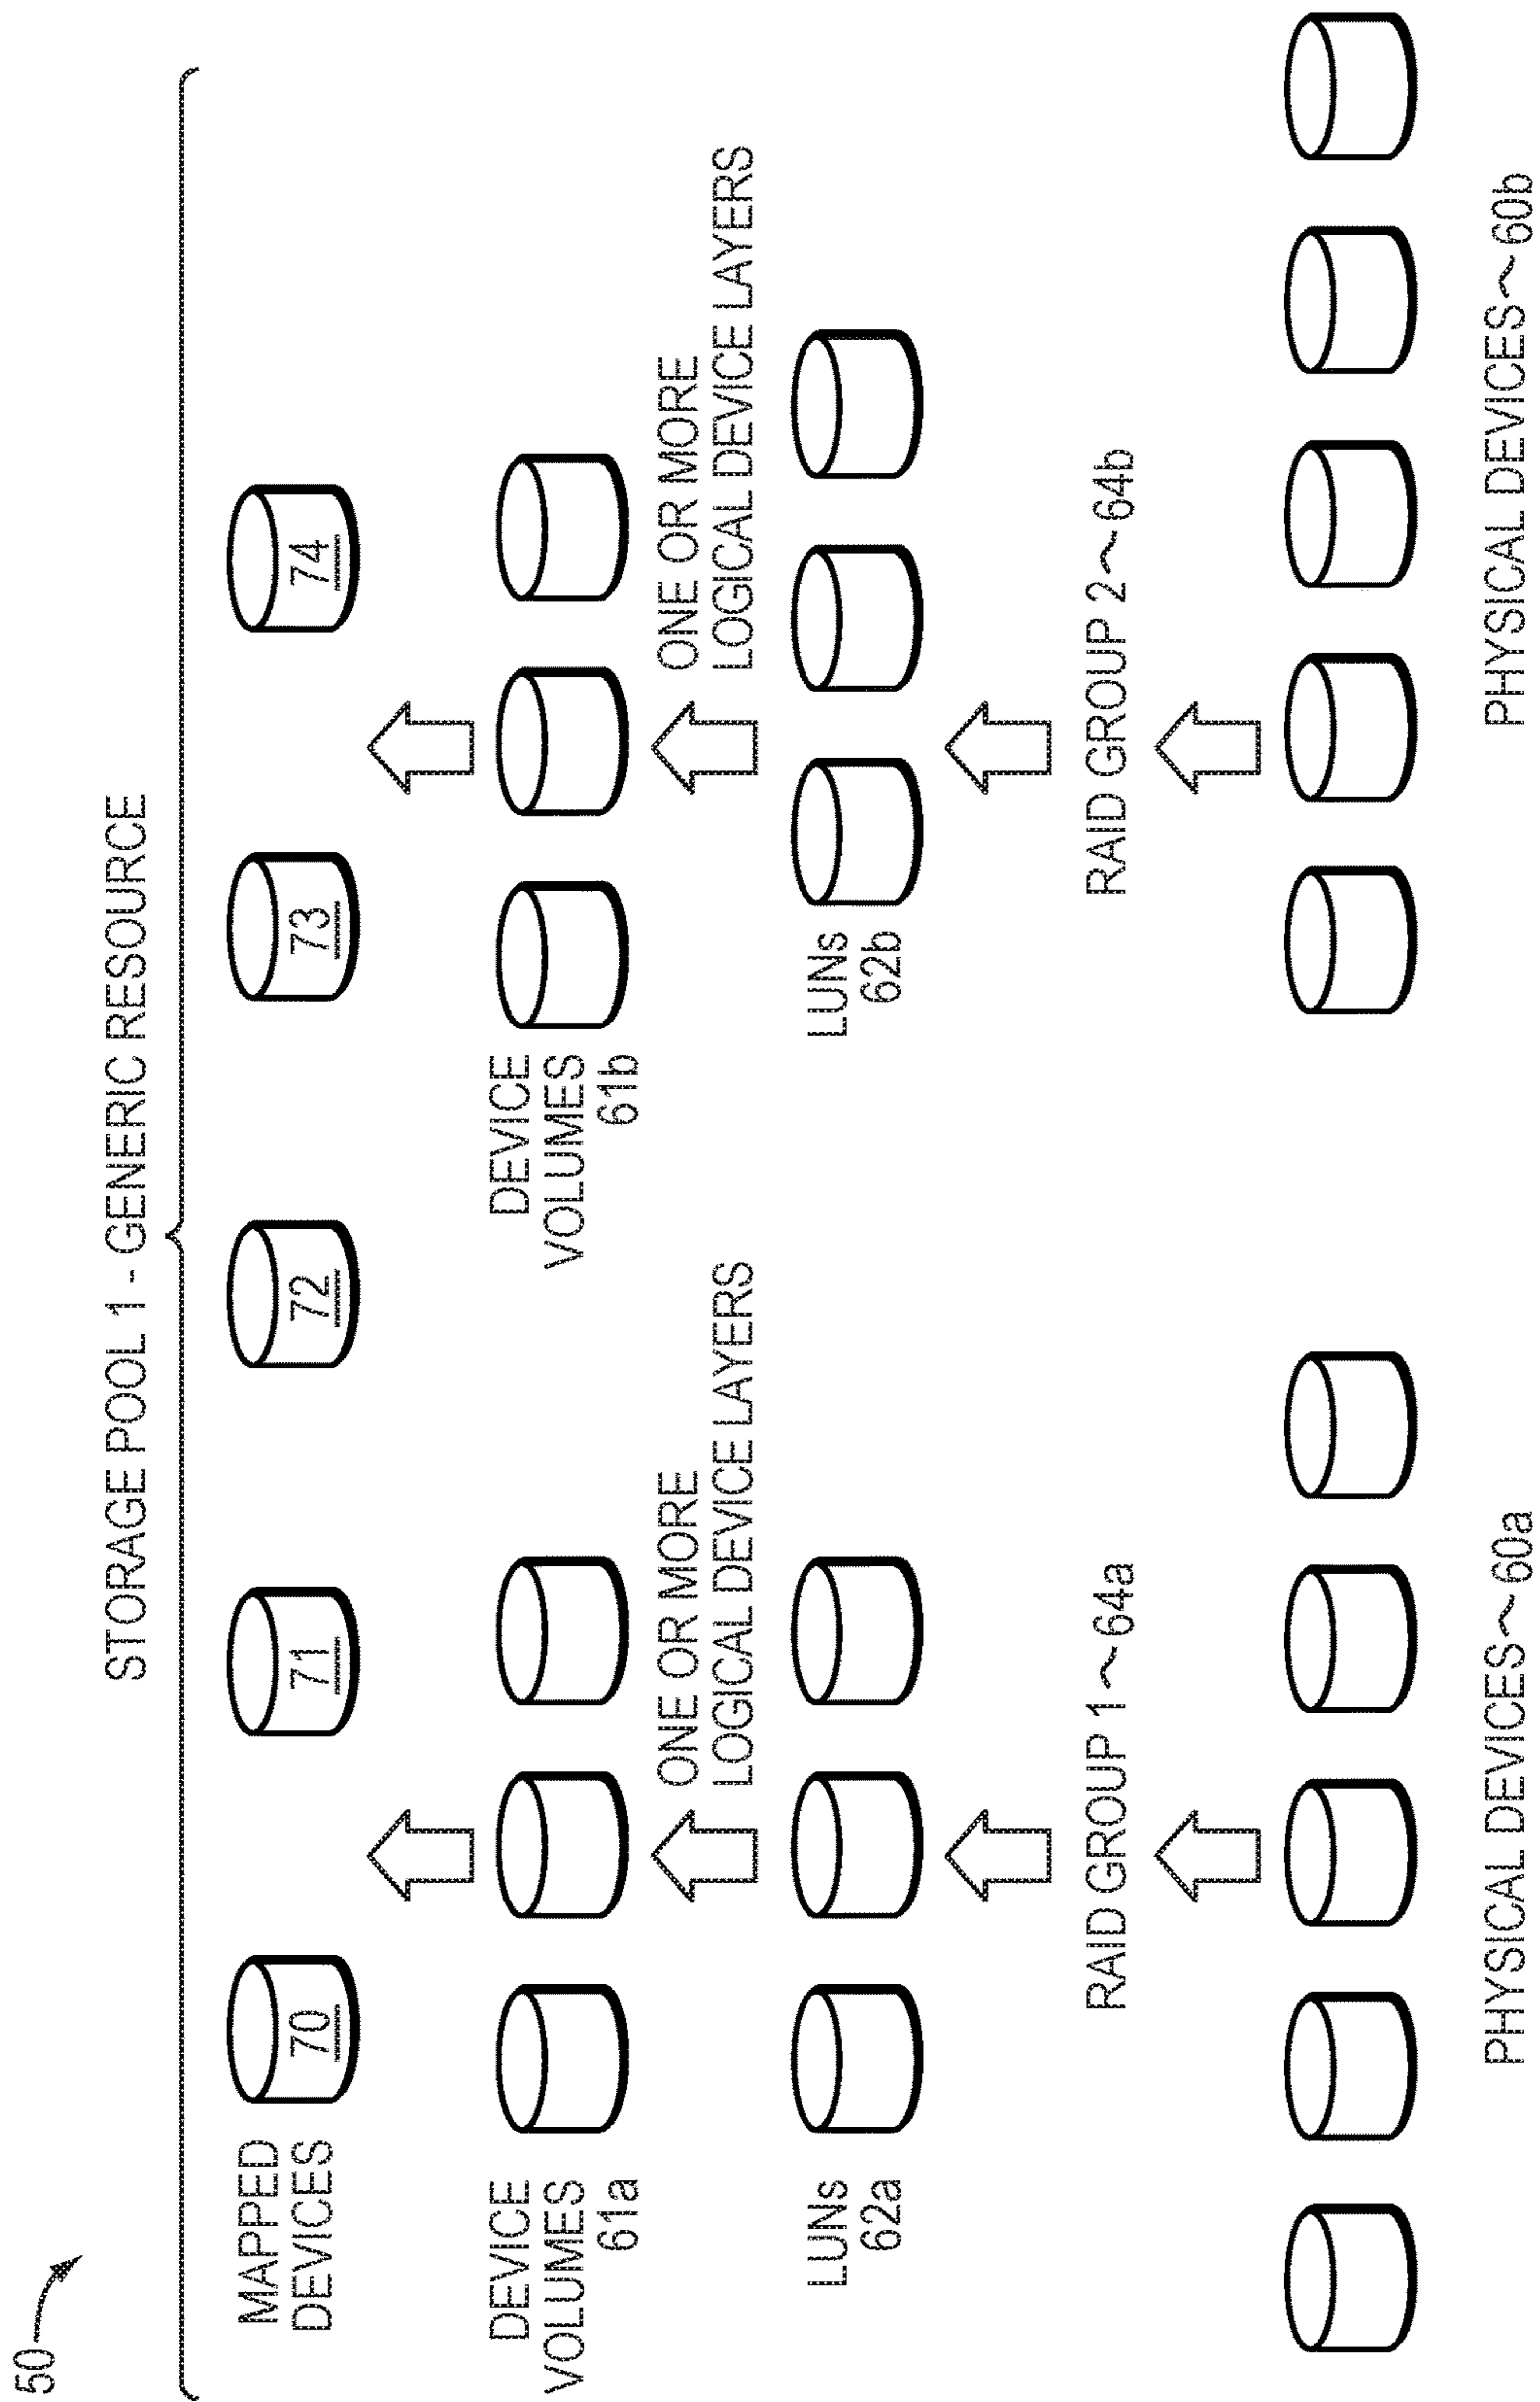 50
STORAGE POOL 1 - GENERIC RESOURCE
MAPPED
DEVICES
70
71
72
73
74
DEVICE
VOLUMES
61a
DEVICE
VOLUMES
61b
ONE OR MORE
LOGICAL DEVICE LAYERS
ONE OR MORE
LOGICAL DEVICE LAYERS
LUNs
62a
LUNs
62b
RAID GROUP 1~64a
RAID GROUP 2~64b
PHYSICAL DEVICES~60a
PHYSICAL DEVICES~60b